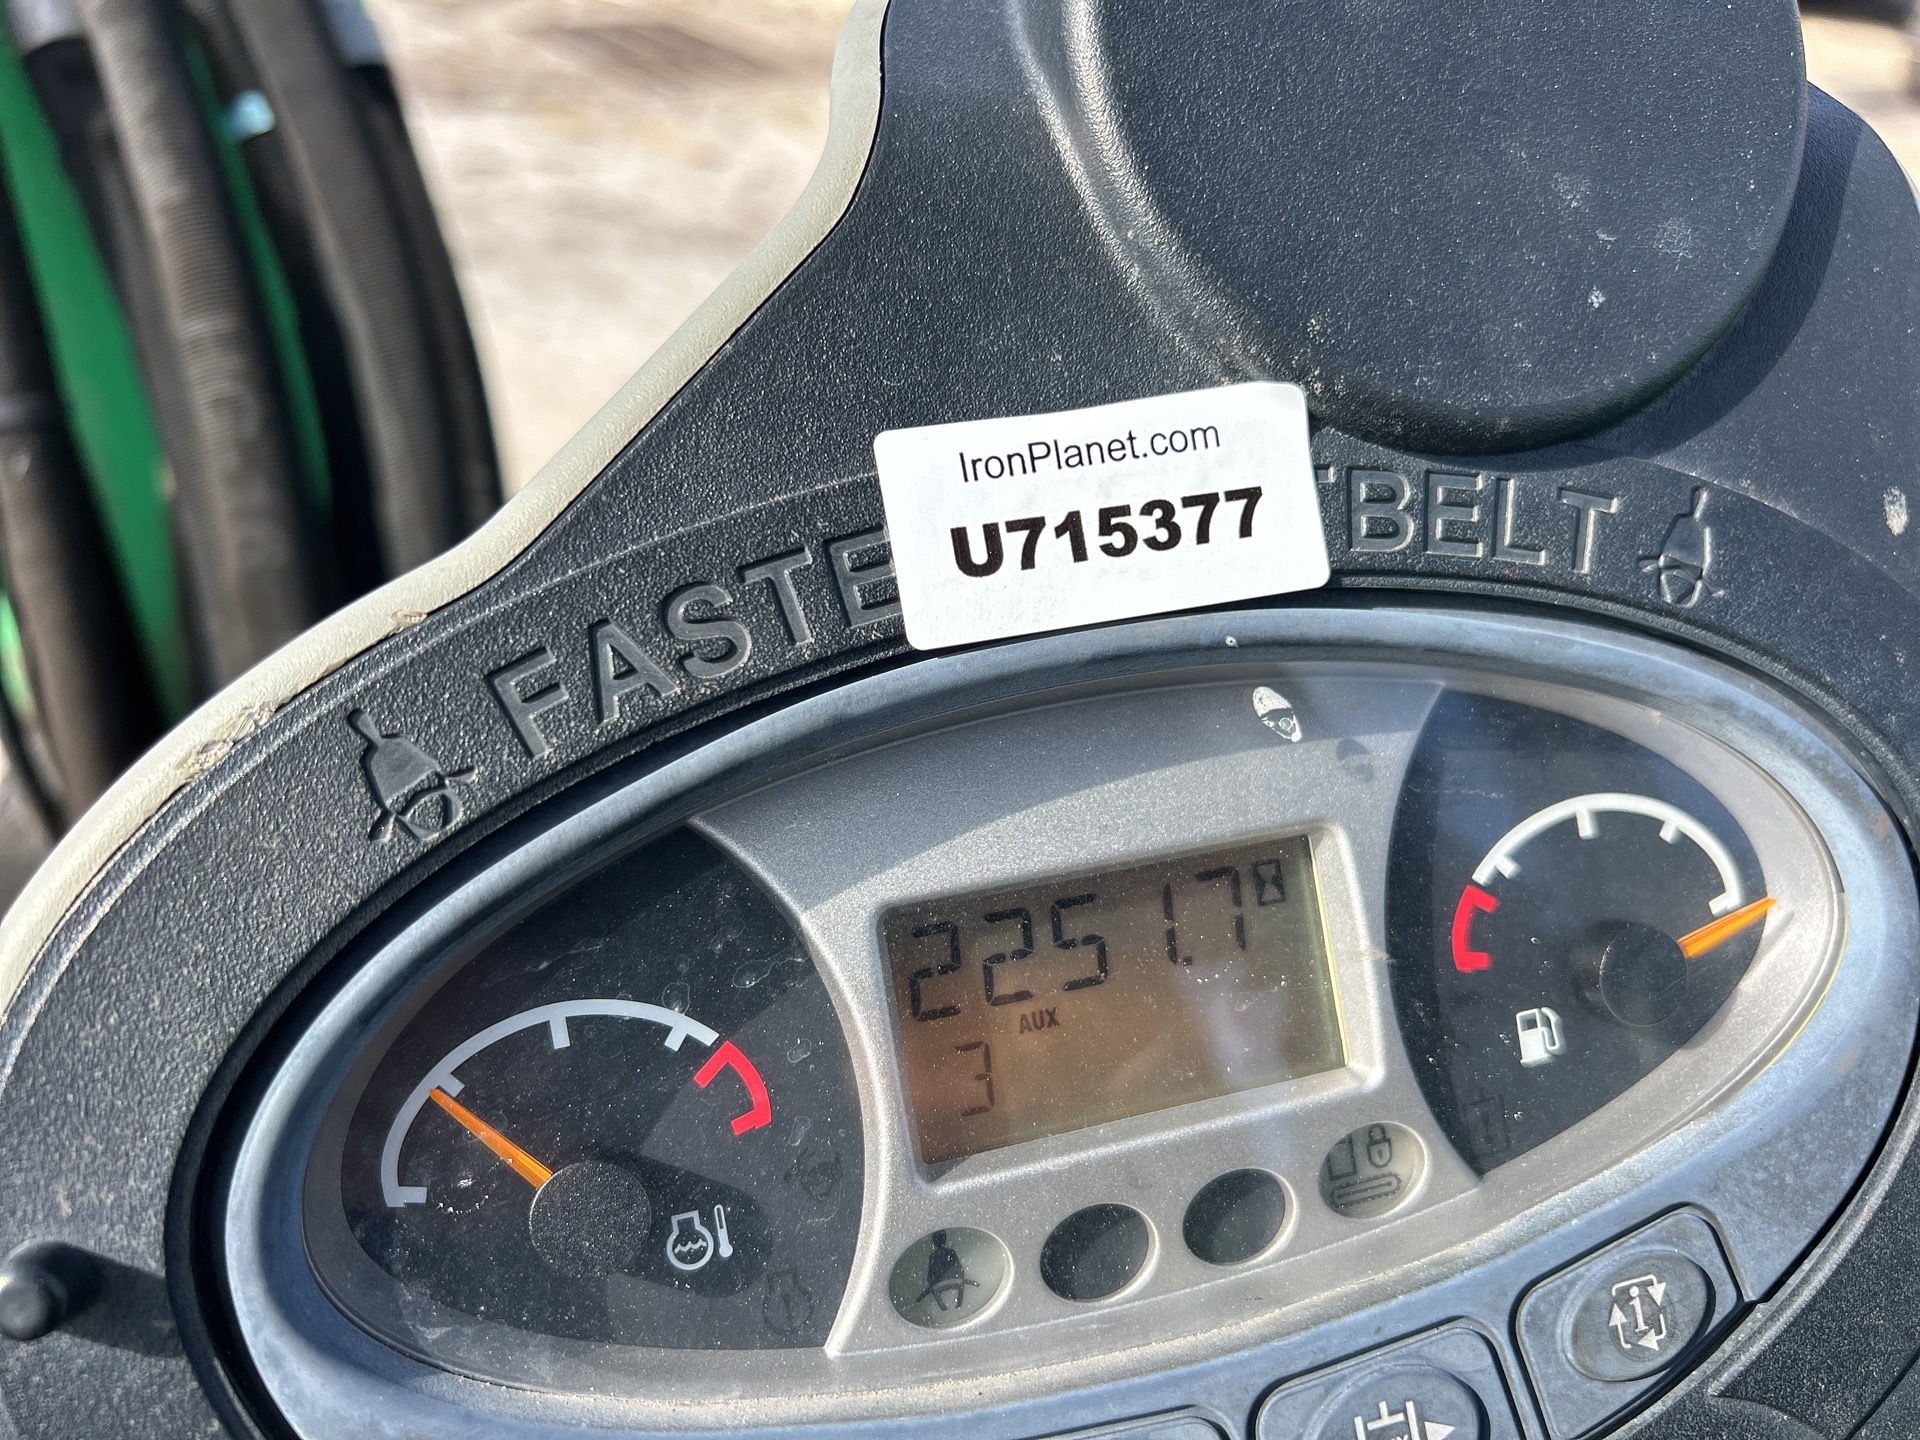 IronPlanet.com
U715377
FASTE TBELT
2251.7
AUX
3
i